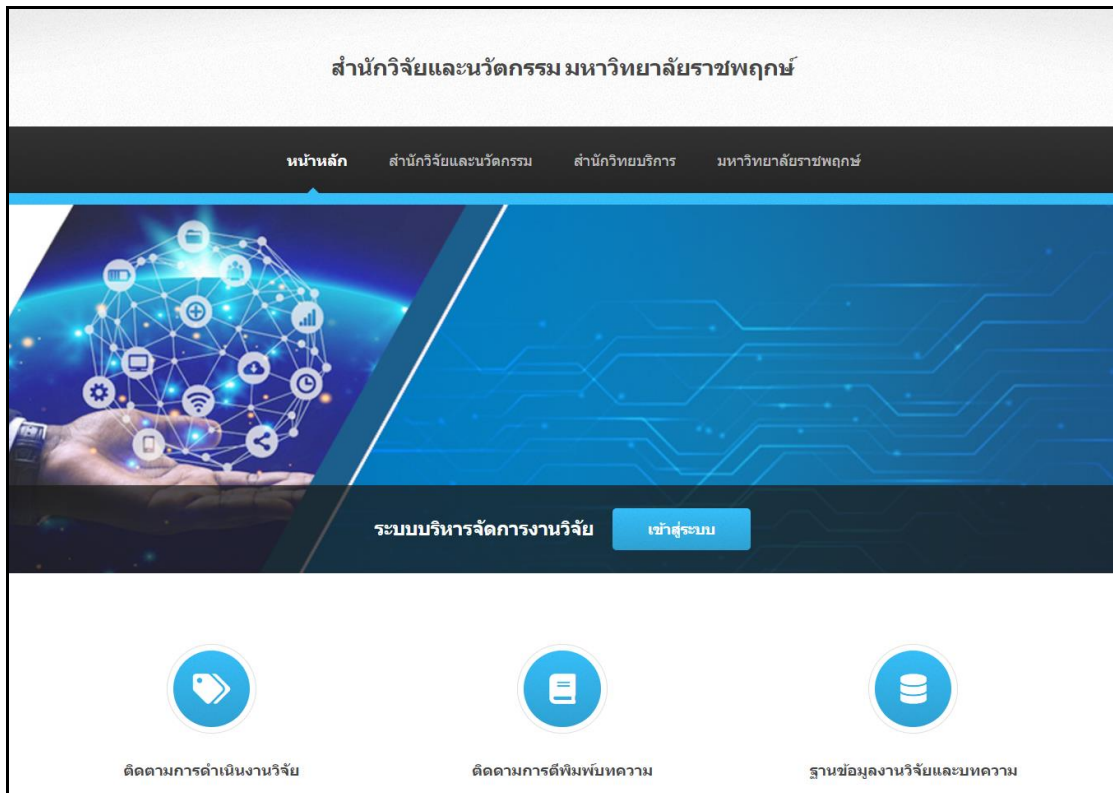 สำนักวิจัยและนวัตกรรม มหาวิทยาลัยราชพฤกษ์
หน้าหลัก สำนักวิจัยและนวัตกรรม สำนักวิทยบริการ มหาวิทยาลัยราชพฤกษ์
ระบบบริหารจัดการงานวิจัย เข้าสู่ระบบ
ติดตามการดำเนินงานวิจัย ติดตามการตีพิมพ์บทความ ฐานข้อมูลงานวิจัยและบทความ